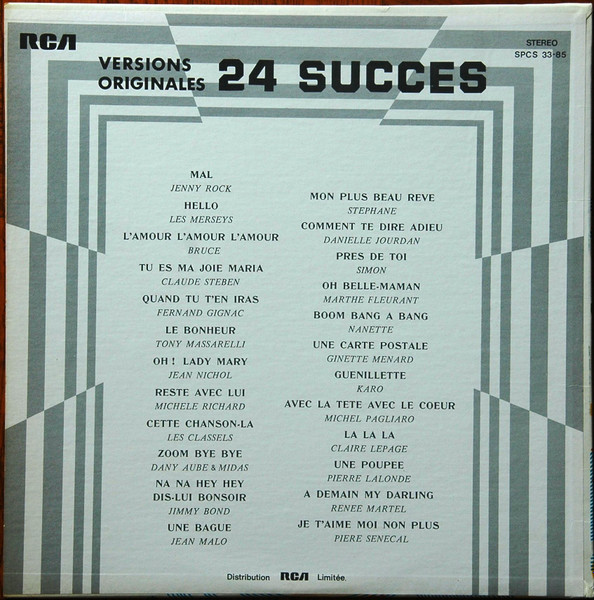 RCA
STEREO
SPCS 33-85
VERSIONS
ORIGINALES
24 SUCCES
MAL
JENNY ROCK
HELLO
LES MERSEYS
L'AMOUR L'AMOUR L'AMOUR
BRUCE
TU ES MA JOIE MARIA
CLAUDE STEBEN
QUAND TU T'EN IRAS
FERNAND GIGNAC
LE BONHEUR
TONY MASSARELLI
OH ! LADY MARY
JEAN NICHOL
RESTE AVEC LUI
MICHELE RICHARD
CETTE CHANSON-LA
LES CLASSELS
ZOOM BYE BYE
DANY AUBE & MIDAS
NA NA HEY HEY
DIS-LUI BONSOIR
JIMMY BOND
UNE BAGUE
JEAN MALO
MON PLUS BEAU REVE
STEPHANE
COMMENT TE DIRE ADIEU
DANIELLE JOURDAN
PRES DE TOI
SIMON
OH BELLE-MAMAN
MARTHE FLEURANT
BOOM BANG A BANG
NANETTE
UNE CARTE POSTALE
GINETTE MENARD
GUENILLETTE
KARO
AVEC LA TETE AVEC LE COEUR
MICHEL PAGLIARO
LA LA LA
CLAIRE LEPAGE
UNE POUPEE
PIERRE LALONDE
A DEMAIN MY DARLING
RENEE MARTEL
JE T'AIME MOI NON PLUS
PIERE SENECAL
Distribution RCA Limitée.